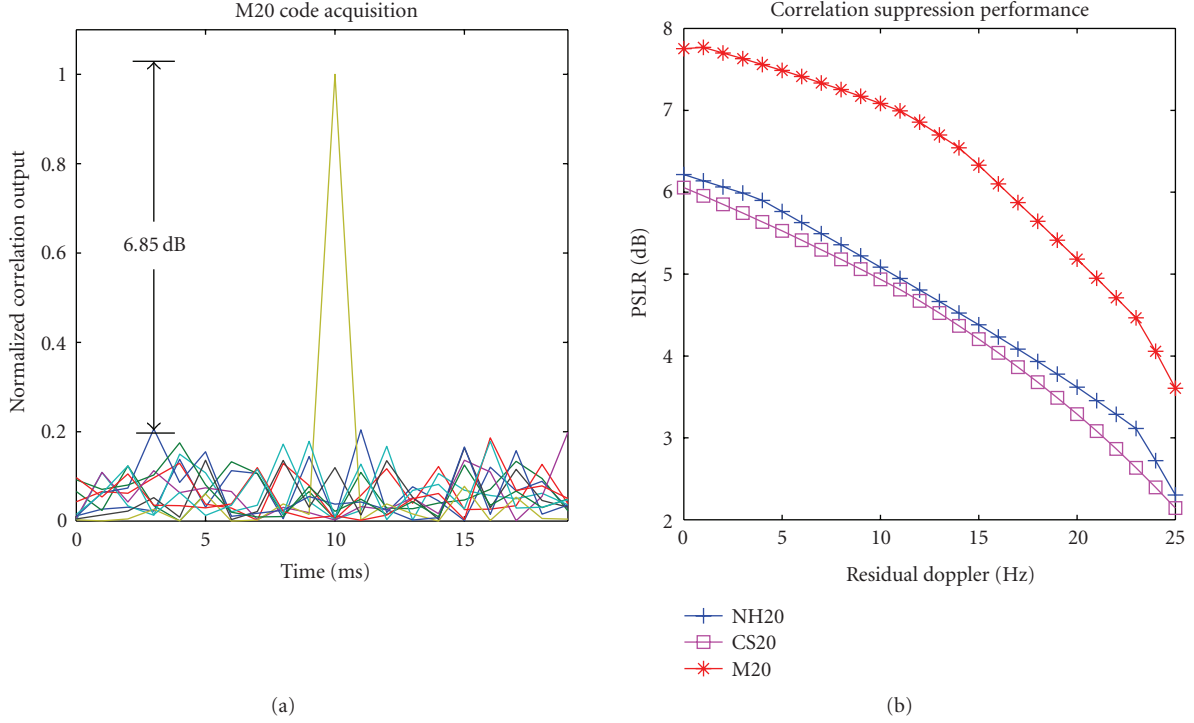 M20 code acquisition
Normalized correlation output
1
0.8
0.6
0.4
0.2
0
6.85 dB
0
5
10
15
Time (ms)
(a)
Correlation suppression performance
PSLR (dB)
8
7
6
5
4
3
2
0
5
10
15
20
25
Residual doppler (Hz)
NH20
CS20
M20
(b)